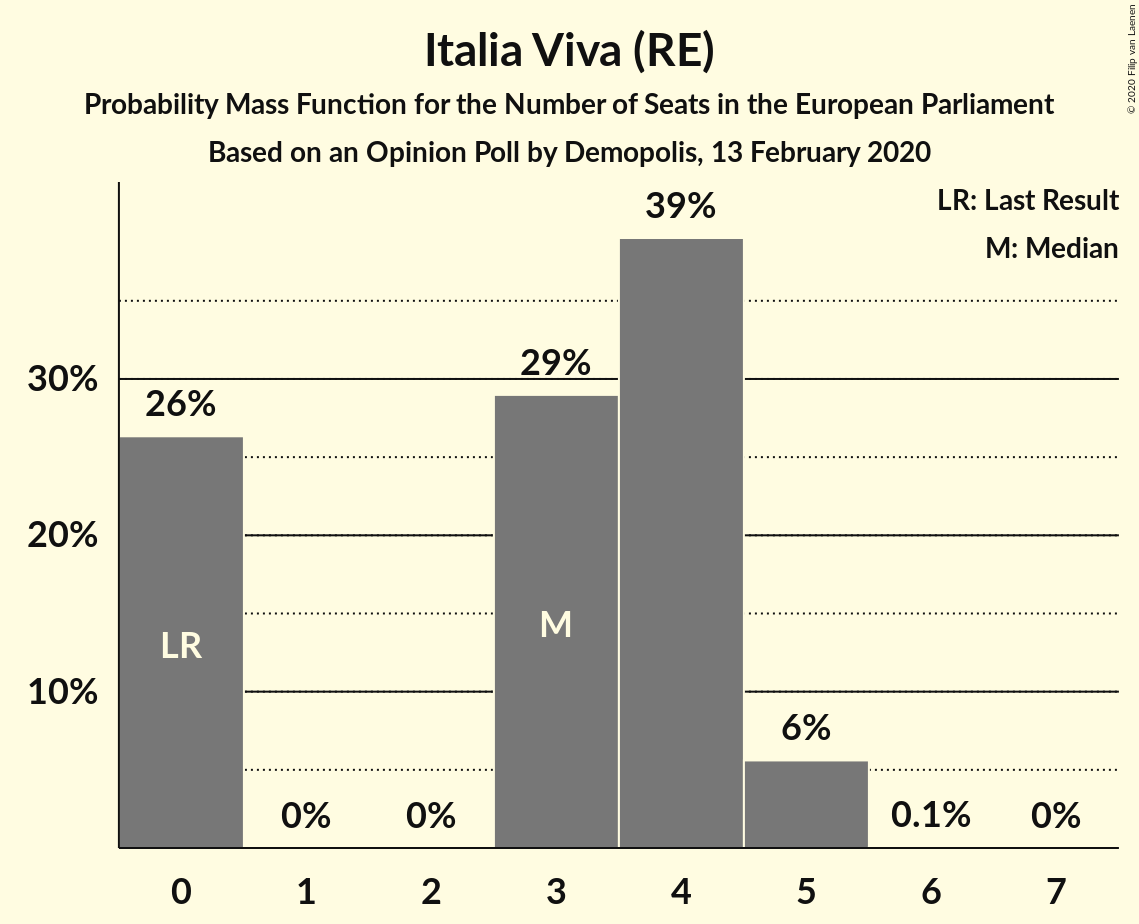 Italia Viva (RE)
Probability Mass Function for the Number of Seats in the European Parliament
Based on an Opinion Poll by Demopolis, 13 February 2020
© 2020 Filip van Laenen
LR: Last Result
M: Median
39%
29%
30%
26%
20%
LR
M
10%
6%
0%
0%
0.1%
0%
0 1 2 3 4 5 6 7